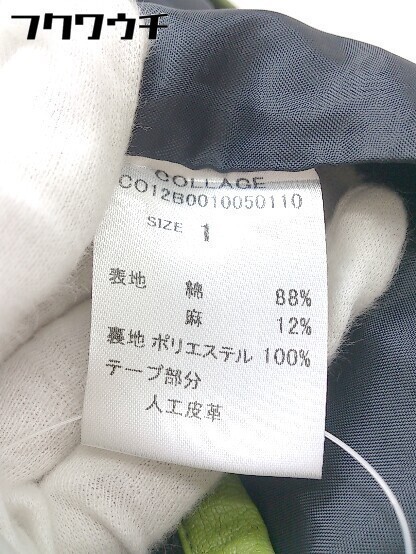 フクワウチ
COLLAGE
CO12B0010050110
SIZE 1
表地 綿 88%
麻 12%
裏地 ポリエステル 100%
テープ部分
人工皮革